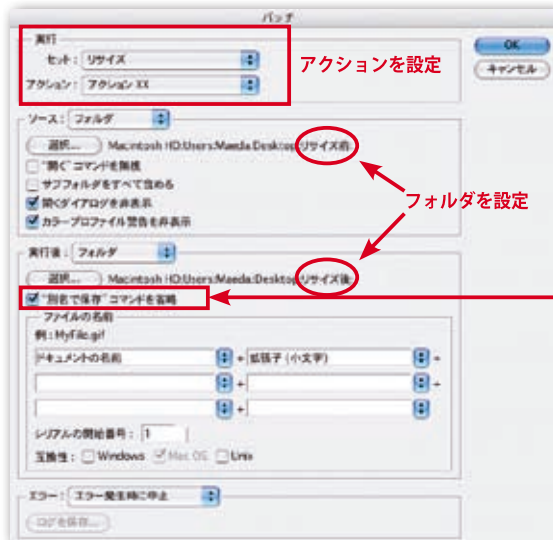 バッチ
実行
セット： リサイズ
アクション： アクション XX
アクションを設定
OK
キャンセル
ソース： フォルダ
選択... Macintosh HD:Users:Maeda:Desktop:リサイズ前:
"開く"コマンドを無視
サブフォルダをすべて含める
開くダイアログを非表示
カラープロファイル警告を非表示
フォルダを設定
実行後： フォルダ
選択... Macintosh HD:Users:Maeda:Desktop:リサイズ後:
"別名で保存"コマンドを省略
ファイルの名前
例：MyFile.gif
ドキュメントの名前 + 拡張子 (小文字) +
+ +
+
シリアルの開始番号： 1
互換性： Windows Mac OS Unix
エラー： エラー発生時に中止
ログを保存...